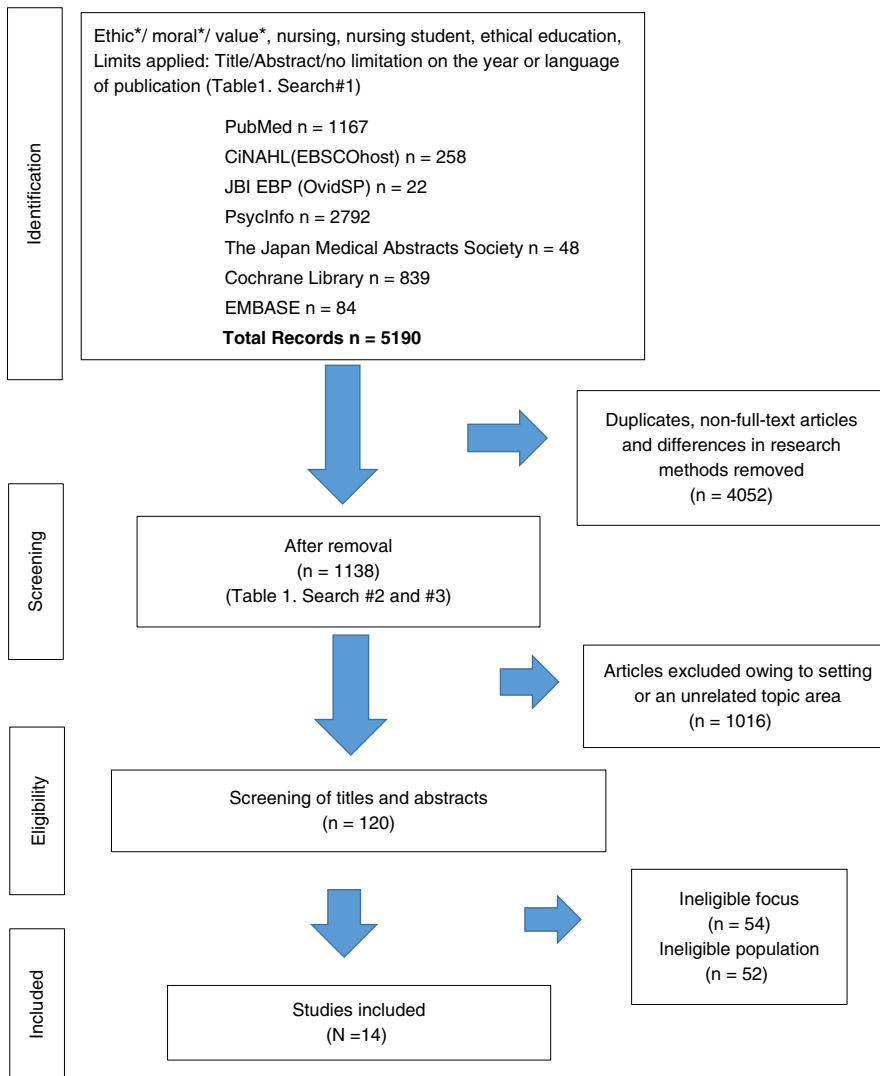 Identification
Ethic*/ moral*/ value*, nursing, nursing student, ethical education,
Limits applied: Title/Abstract/no limitation on the year or language
of publication (Table1. Search#1)
PubMed n = 1167
CiNAHL(EBSCOhost) n = 258
JBI EBP (OvidSP) n = 22
PsycInfo n = 2792
The Japan Medical Abstracts Society n = 48
Cochrane Library n = 839
EMBASE n = 84
Total Records n = 5190
Duplicates, non-full-text articles
and differences in research
methods removed
(n = 4052)
Screening
After removal
(n = 1138)
(Table 1. Search #2 and #3)
Articles excluded owing to setting
or an unrelated topic area
(n = 1016)
Eligibility
Screening of titles and abstracts
(n = 120)
Ineligible focus
(n = 54)
Ineligible population
(n = 52)
Included
Studies included
(N =14)